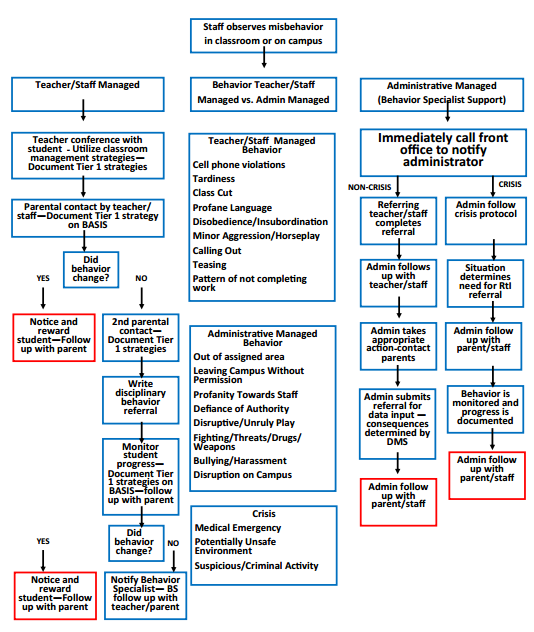 Staff observes misbehavior
in classroom or on campus
Teacher/Staff Managed
Behavior Teacher/Staff
Managed vs. Admin Managed
Administrative Managed
(Behavior Specialist Support)
Teacher conference with
student - Utilize classroom
management strategies—
Document Tier 1 strategies
Parental contact by teacher/
staff—Document Tier 1 strategy
on BASIS
Did
behavior
change?
YES
NO
Notice and
reward
student—Follow
up with parent
2nd parental
contact—
Document Tier
1 strategies
Write
disciplinary
behavior
referral
Monitor
student
progress—
Document Tier
1 strategies on
BASIS—follow
up with parent
Did
behavior
change?
YES
NO
Notice and
reward
student—Follow
up with parent
Notify Behavior
Specialist— BS
follow up with
teacher/parent
Teacher/Staff Managed
Behavior
Cell phone violations
Tardiness
Class Cut
Profane Language
Disobedience/Insubordination
Minor Aggression/Horseplay
Calling Out
Teasing
Pattern of not completing
work
Administrative Managed
Behavior
Out of assigned area
Leaving Campus Without
Permission
Profanity Towards Staff
Defiance of Authority
Disruptive/Unruly Play
Fighting/Threats/Drugs/
Weapons
Bullying/Harassment
Disruption on Campus
Crisis
Medical Emergency
Potentially Unsafe
Environment
Suspicious/Criminal Activity
Immediately call front
office to notify
administrator
NON-CRISIS
CRISIS
Referring
teacher/staff
completes
referral
Admin follows
up with
teacher/staff
Admin takes
appropriate
action-contact
parents
Admin submits
referral for
data input —
consequences
determined by
DMS
Admin follow
up with
parent/staff
Admin follow
crisis protocol
Situation
determines
need for RtI
referral
Admin follow
up with
parent/staff
Behavior is
monitored and
progress is
documented
Admin follow
up with
parent/staff